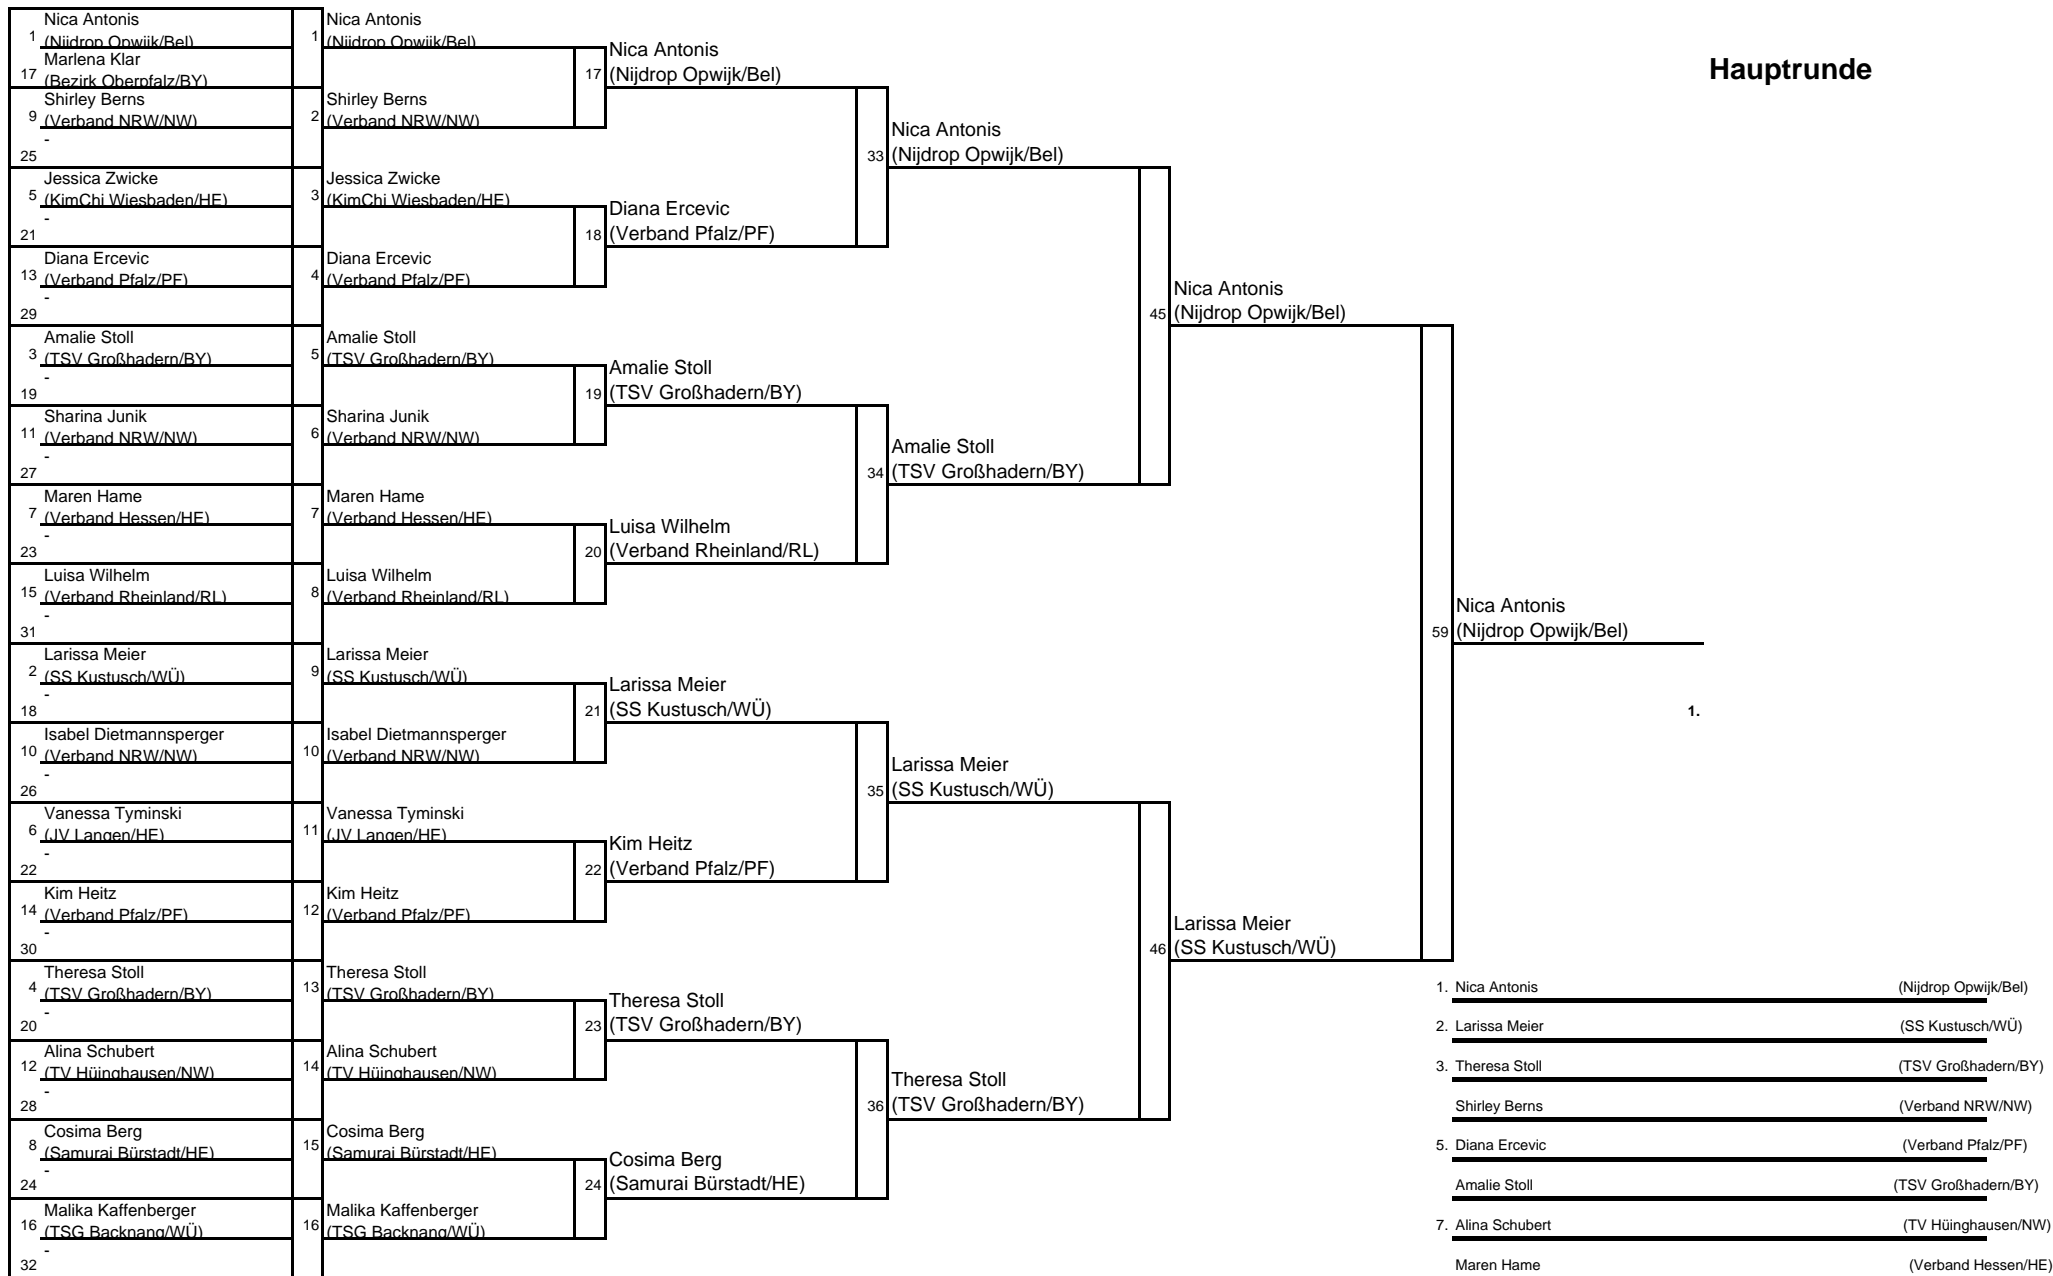 Hauptrunde
1 Nica Antonis
(Nijdrop Opwijk/Bel)
17 Marlena Klar
(Bezirk Oberpfalz/BY)
9 Shirley Berns
(Verband NRW/NW)
25 -
5 Jessica Zwicke
(KimChi Wiesbaden/HE)
21 -
13 Diana Ercevic
(Verband Pfalz/PF)
29 -
3 Amalie Stoll
(TSV Großhadern/BY)
19 -
11 Sharina Junik
(Verband NRW/NW)
27 -
7 Maren Hame
(Verband Hessen/HE)
23 -
15 Luisa Wilhelm
(Verband Rheinland/RL)
31 -
2 Larissa Meier
(SS Kustusch/WÜ)
18 -
10 Isabel Dietmannsperger
(Verband NRW/NW)
26 -
6 Vanessa Tyminski
(JV Langen/HE)
22 -
14 Kim Heitz
(Verband Pfalz/PF)
30 -
4 Theresa Stoll
(TSV Großhadern/BY)
20 -
12 Alina Schubert
(TV Hüinghausen/NW)
28 -
8 Cosima Berg
(Samurai Bürstadt/HE)
24 -
16 Malika Kaffenberger
(TSG Backnang/WÜ)
32 -
1 Nica Antonis
(Nijdrop Opwijk/Bel)
2 Shirley Berns
(Verband NRW/NW)
3 Jessica Zwicke
(KimChi Wiesbaden/HE)
4 Diana Ercevic
(Verband Pfalz/PF)
5 Amalie Stoll
(TSV Großhadern/BY)
6 Sharina Junik
(Verband NRW/NW)
7 Maren Hame
(Verband Hessen/HE)
8 Luisa Wilhelm
(Verband Rheinland/RL)
9 Larissa Meier
(SS Kustusch/WÜ)
10 Isabel Dietmannsperger
(Verband NRW/NW)
11 Vanessa Tyminski
(JV Langen/HE)
12 Kim Heitz
(Verband Pfalz/PF)
13 Theresa Stoll
(TSV Großhadern/BY)
14 Alina Schubert
(TV Hüinghausen/NW)
15 Cosima Berg
(Samurai Bürstadt/HE)
16 Malika Kaffenberger
(TSG Backnang/WÜ)
Nica Antonis
17 (Nijdrop Opwijk/Bel)
Diana Ercevic
18 (Verband Pfalz/PF)
Amalie Stoll
19 (TSV Großhadern/BY)
Luisa Wilhelm
20 (Verband Rheinland/RL)
Larissa Meier
21 (SS Kustusch/WÜ)
Kim Heitz
22 (Verband Pfalz/PF)
Theresa Stoll
23 (TSV Großhadern/BY)
Cosima Berg
24 (Samurai Bürstadt/HE)
Nica Antonis
33 (Nijdrop Opwijk/Bel)
Amalie Stoll
34 (TSV Großhadern/BY)
Larissa Meier
35 (SS Kustusch/WÜ)
Theresa Stoll
36 (TSV Großhadern/BY)
Nica Antonis
45 (Nijdrop Opwijk/Bel)
Larissa Meier
46 (SS Kustusch/WÜ)
Nica Antonis
59 (Nijdrop Opwijk/Bel)
1.
1. Nica Antonis (Nijdrop Opwijk/Bel)
2. Larissa Meier (SS Kustusch/WÜ)
3. Theresa Stoll (TSV Großhadern/BY)
Shirley Berns (Verband NRW/NW)
5. Diana Ercevic (Verband Pfalz/PF)
Amalie Stoll (TSV Großhadern/BY)
7. Alina Schubert (TV Hüinghausen/NW)
Maren Hame (Verband Hessen/HE)